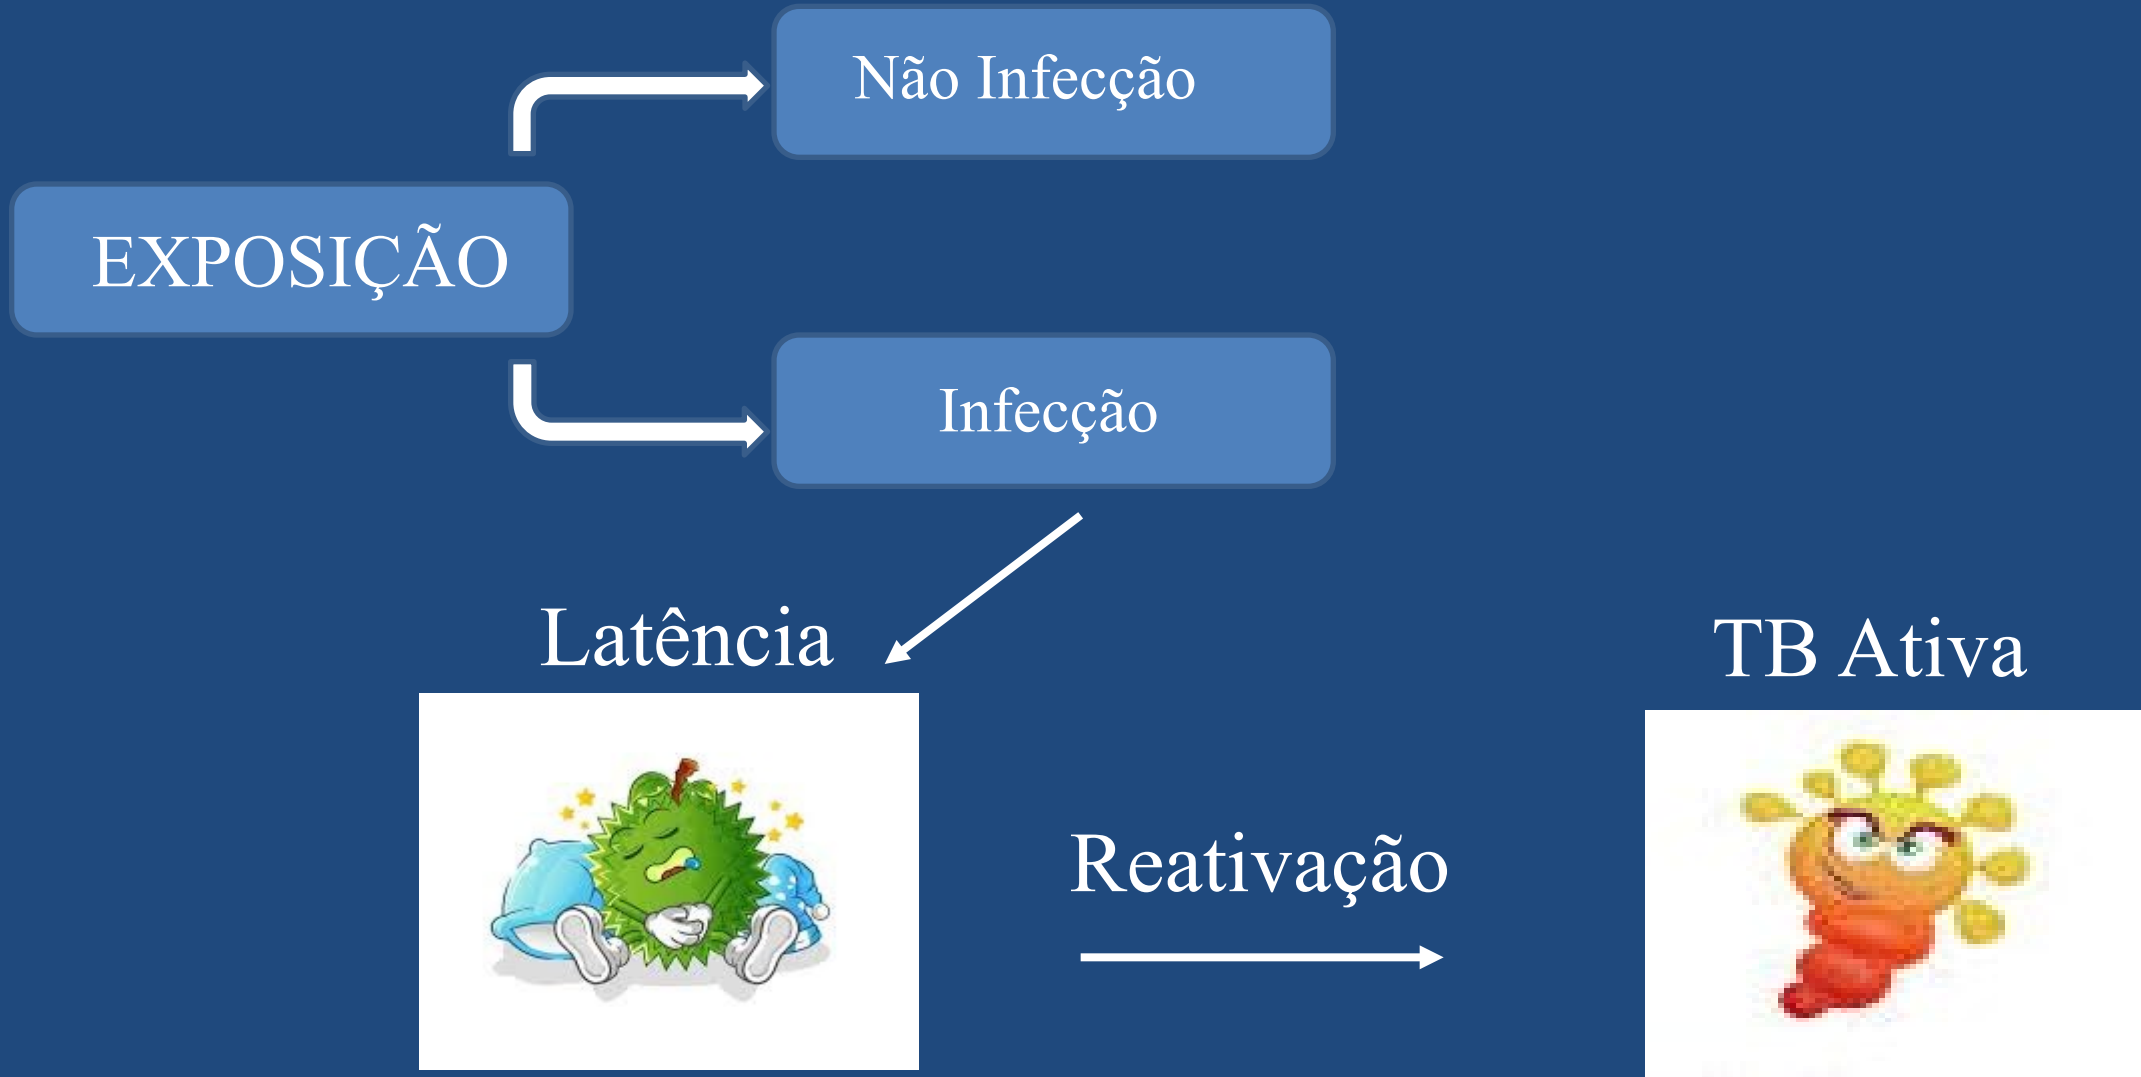 Não Infecção
EXPOSIÇÃO
Infecção
Latência
TB Ativa
Reativação